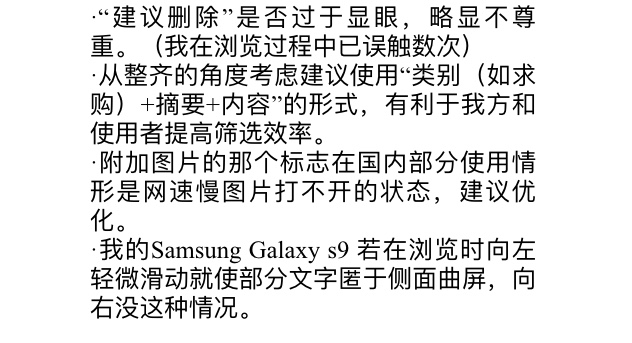 ·“建议删除”是否过于显眼，略显不尊
重。（我在浏览过程中已误触数次）
·从整齐的角度考虑建议使用“类别（如求
购）+摘要+内容”的形式，有利于我方和
使用者提高筛选效率。
·附加图片的那个标志在国内部分使用情
形是网速慢图片打不开的状态，建议优
化。
·我的Samsung Galaxy s9 若在浏览时向左
轻微滑动就使部分文字匿于侧面曲屏，向
右没这种情况。